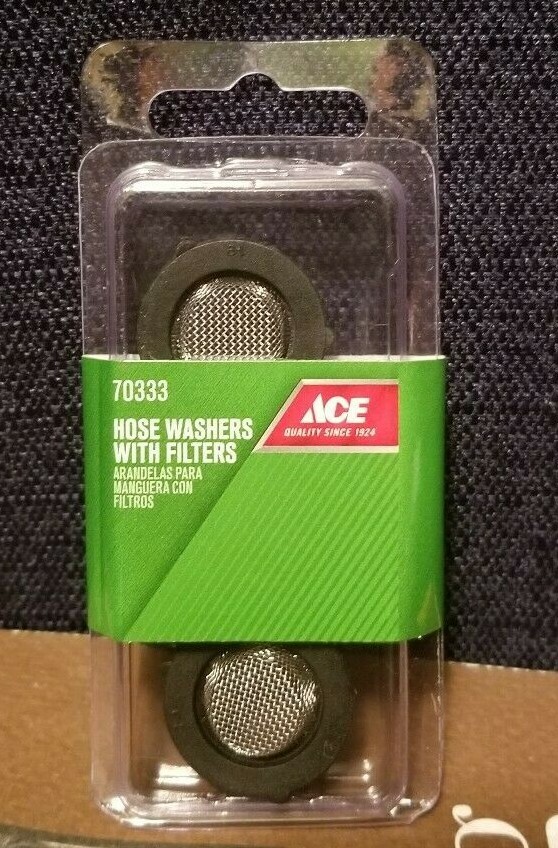 70333
HOSE WASHERS
WITH FILTERS
ARANDELAS PARA
MANGUERA CON
FILTROS
ACE
QUALITY SINCE 1924